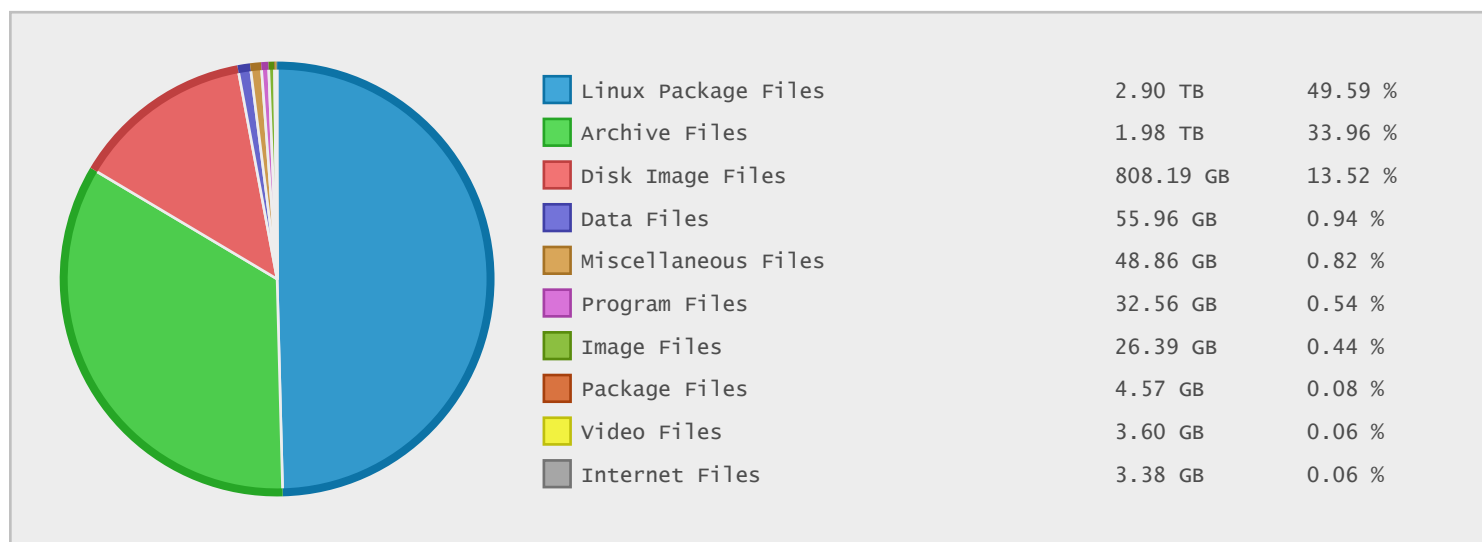 Linux Package Files 2.90 TB 49.59 %
Archive Files 1.98 TB 33.96 %
Disk Image Files 808.19 GB 13.52 %
Data Files 55.96 GB 0.94 %
Miscellaneous Files 48.86 GB 0.82 %
Program Files 32.56 GB 0.54 %
Image Files 26.39 GB 0.44 %
Package Files 4.57 GB 0.08 %
Video Files 3.60 GB 0.06 %
Internet Files 3.38 GB 0.06 %